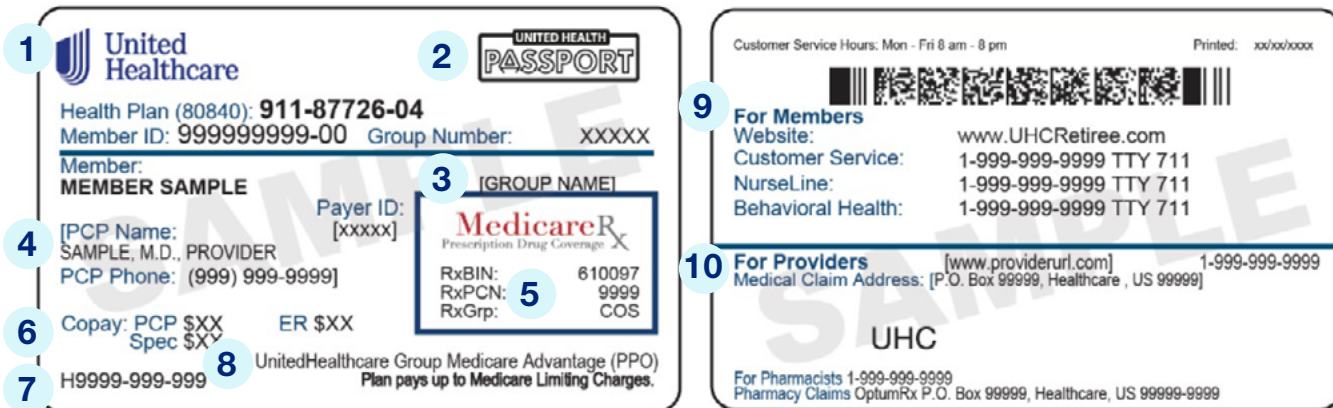 1
United
Healthcare
2
UNITED HEALTH
PASSPORT
Health Plan (80840): 911-87726-04
Member ID: 999999999-00 Group Number: XXXXX
Member:
MEMBER SAMPLE
3
[GROUP NAME]
Payer ID:
[xxxxx]
4
[PCP Name:
SAMPLE, M.D., PROVIDER
PCP Phone: (999) 999-9999]
MedicareRx
Prescription Drug Coverage
5
RxBIN: 610097
RxPCN: 9999
RxGrp: COS
6
Copay: PCP $XX ER $XX
Spec $XX
7
H9999-999-999
8
UnitedHealthcare Group Medicare Advantage (PPO)
Plan pays up to Medicare Limiting Charges.
SAMPLE
Customer Service Hours: Mon - Fri 8 am - 8 pm Printed: xx/xx/xxxx
9
For Members
Website: www.UHCRetiree.com
Customer Service: 1-999-999-9999 TTY 711
NurseLine: 1-999-999-9999 TTY 711
Behavioral Health: 1-999-999-9999 TTY 711
10
For Providers [www.providerurl.com] 1-999-999-9999
Medical Claim Address: [P.O. Box 99999, Healthcare , US 99999]
UHC
For Pharmacists 1-999-999-9999
Pharmacy Claims OptumRx P.O. Box 99999, Healthcare, US 99999-9999
SAMPLE